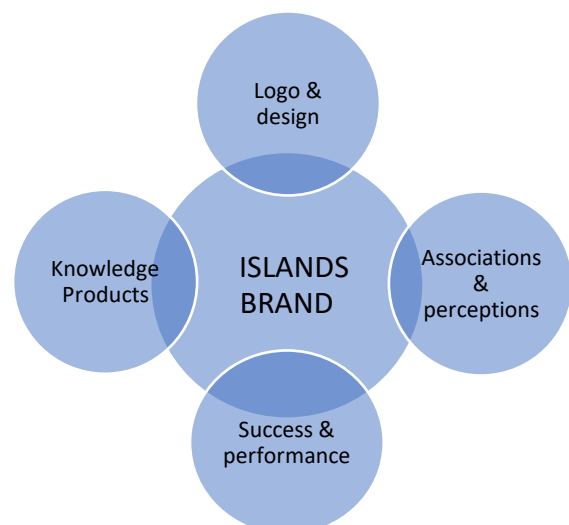 Logo &
design
Knowledge
Products
ISLANDS
BRAND
Associations
&
perceptions
Success &
performance